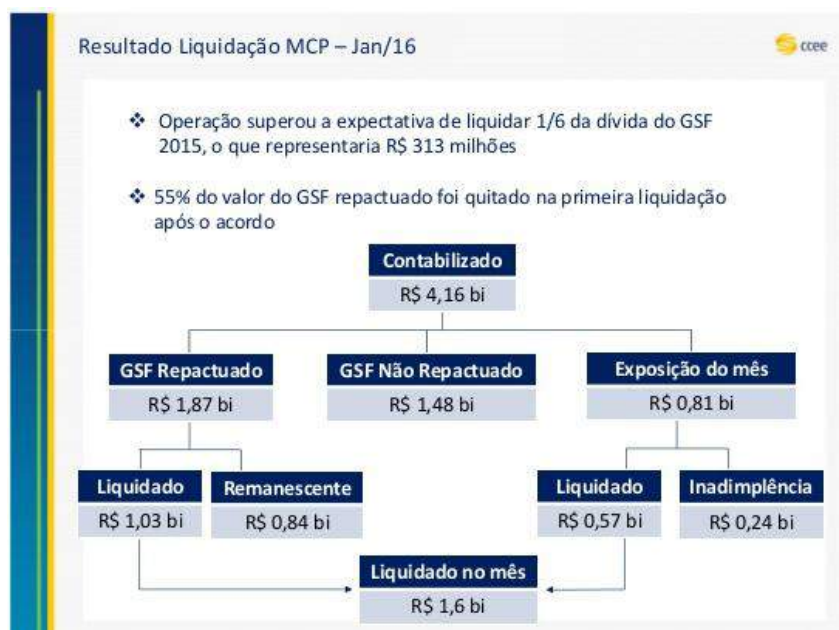 Resultado Liquidação MCP – Jan/16
ccee
❖ Operação superou a expectativa de liquidar 1/6 da dívida do GSF
2015, o que representaria R$ 313 milhões
❖ 55% do valor do GSF repactuado foi quitado na primeira liquidação
após o acordo
Contabilizado
R$ 4,16 bi
GSF Repactuado
R$ 1,87 bi
GSF Não Repactuado
R$ 1,48 bi
Exposição do mês
R$ 0,81 bi
Liquidado
R$ 1,03 bi
Remanescente
R$ 0,84 bi
Liquidado
R$ 0,57 bi
Inadimplência
R$ 0,24 bi
Liquidado no mês
R$ 1,6 bi